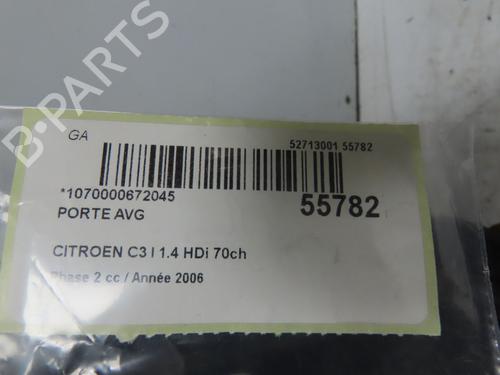 B-PARTS
GA
52713001 55782
*1070000672045
55782
PORTE AVG
CITROEN C3 I 1.4 HDi 70ch
Phase 2 cc / Année 2006